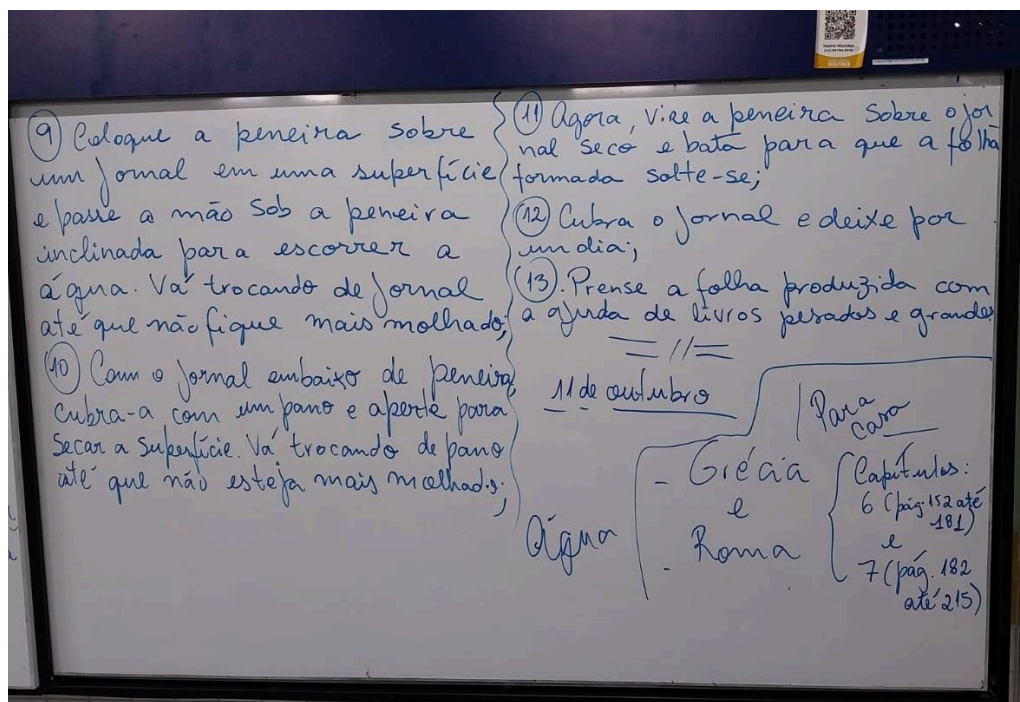 9 Coloque a peneira sobre
um jornal em uma superfície
e passe a mão sob a peneira
inclinada para escorrer a
água. Vá trocando de jornal
até que não fique mais molhado;
10 Com o jornal embaixo de peneira,
cubra-a com um pano e aperte para
secar a superfície. Vá trocando de pano
até que não esteja mais molhado;
11 Agora, vire a peneira sobre o jor
nal seco e bata para que a folha
formada solte-se;
12 Cubra o jornal e deixe por
um dia;
13. Prense a folha produzida com
a ajuda de livros pesados e grandes.
11 de outubro
Para
casa
Água
- Grécia
e
- Roma
Capítulos:
6 (pág. 152 até
181)
e
7 (pág. 182
até 215)